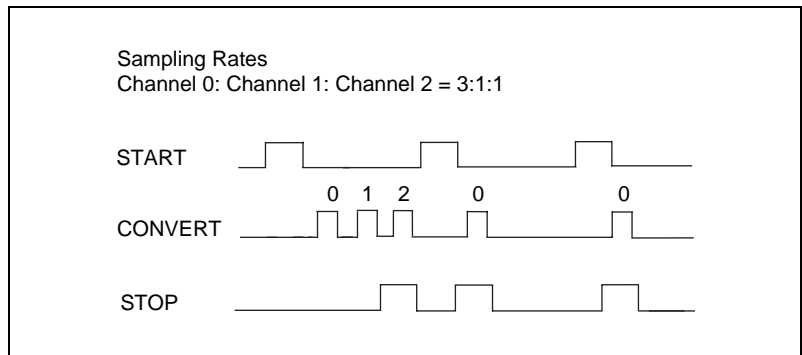 Sampling Rates
Channel 0: Channel 1: Channel 2 = 3:1:1
START
0 1 2 0 0
CONVERT
STOP